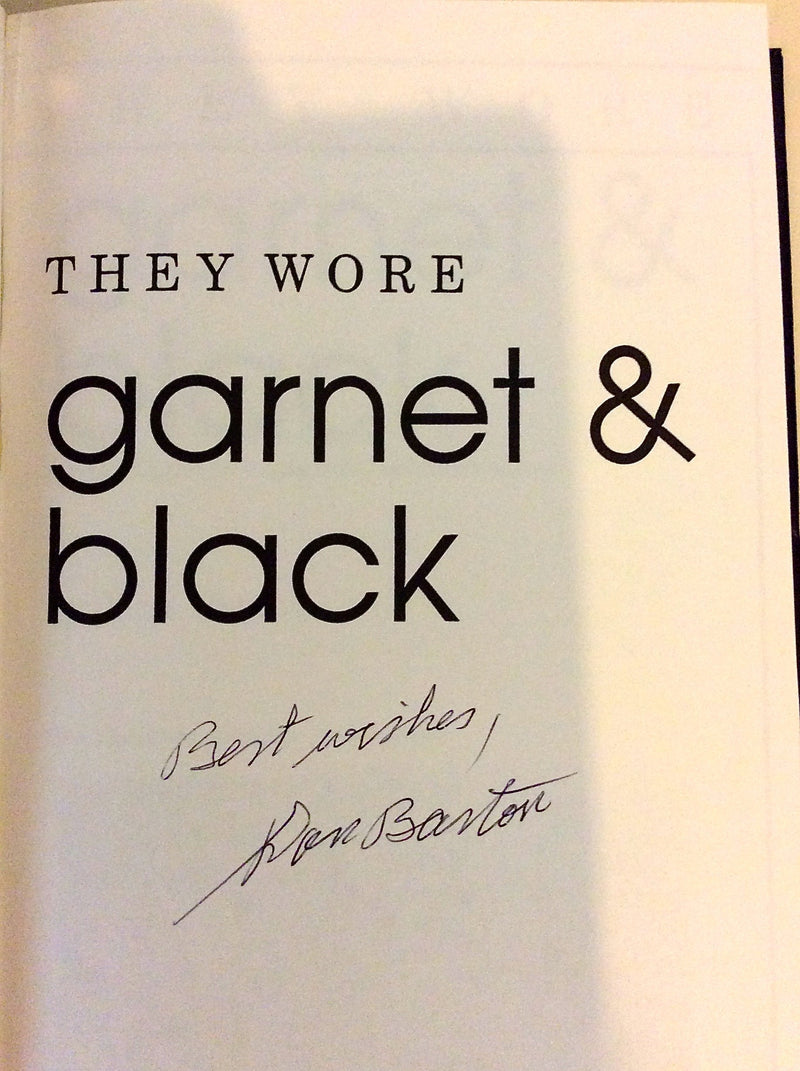 THEY WORE
garnet &
black
Best wishes,
Don Barton